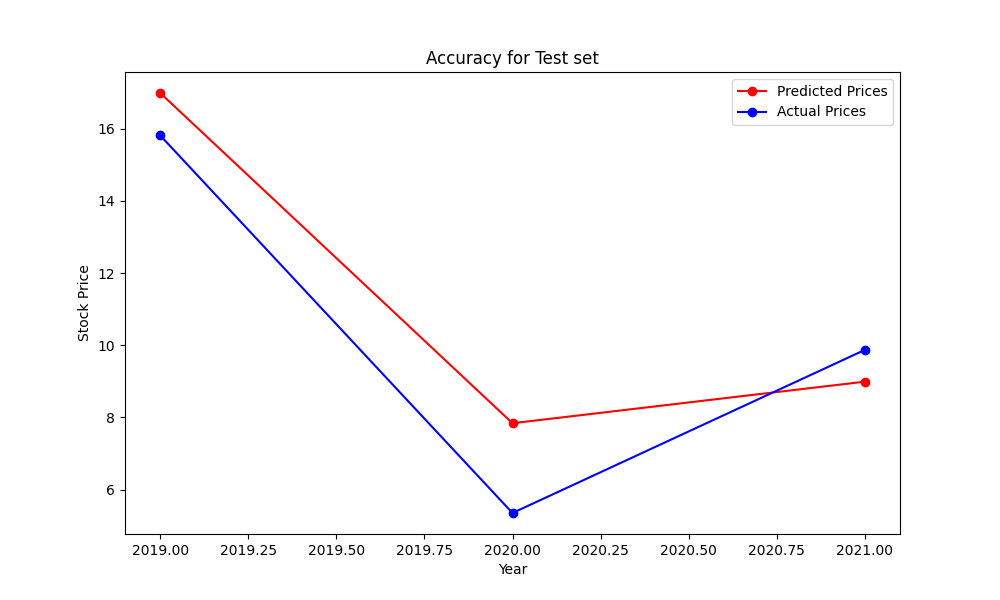 Accuracy for Test set
Predicted Prices
Actual Prices
Stock Price
16
14
12
10
8
6
2019.00 2019.25 2019.50 2019.75 2020.00 2020.25 2020.50 2020.75 2021.00
Year